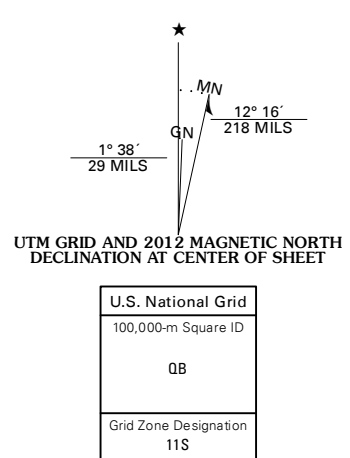 ★
MN
GN
12° 16´
218 MILS
1° 38´
29 MILS
UTM GRID AND 2012 MAGNETIC NORTH
DECLINATION AT CENTER OF SHEET
U.S. National Grid
100,000-m Square ID
QB
Grid Zone Designation
11S